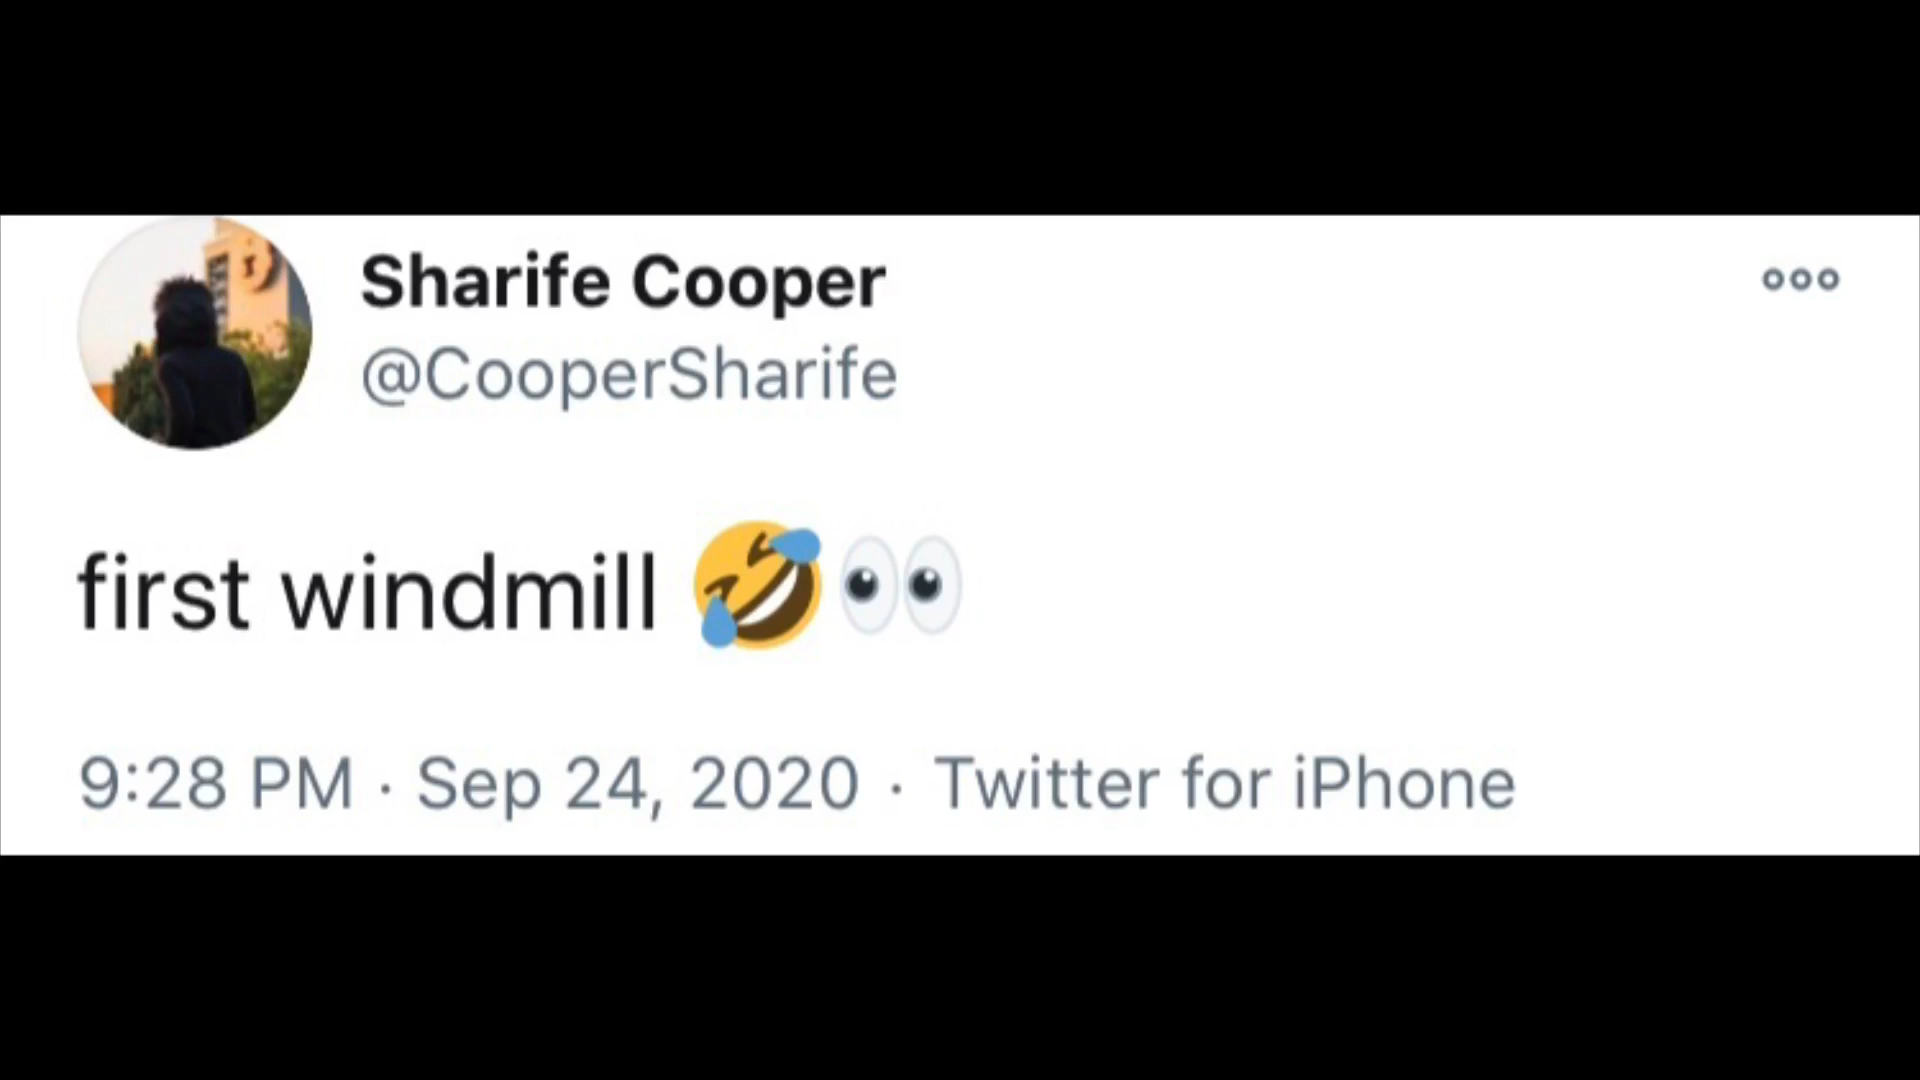 Sharife Cooper
@CooperSharife
first windmill 🤣👀
9:28 PM · Sep 24, 2020 · Twitter for iPhone